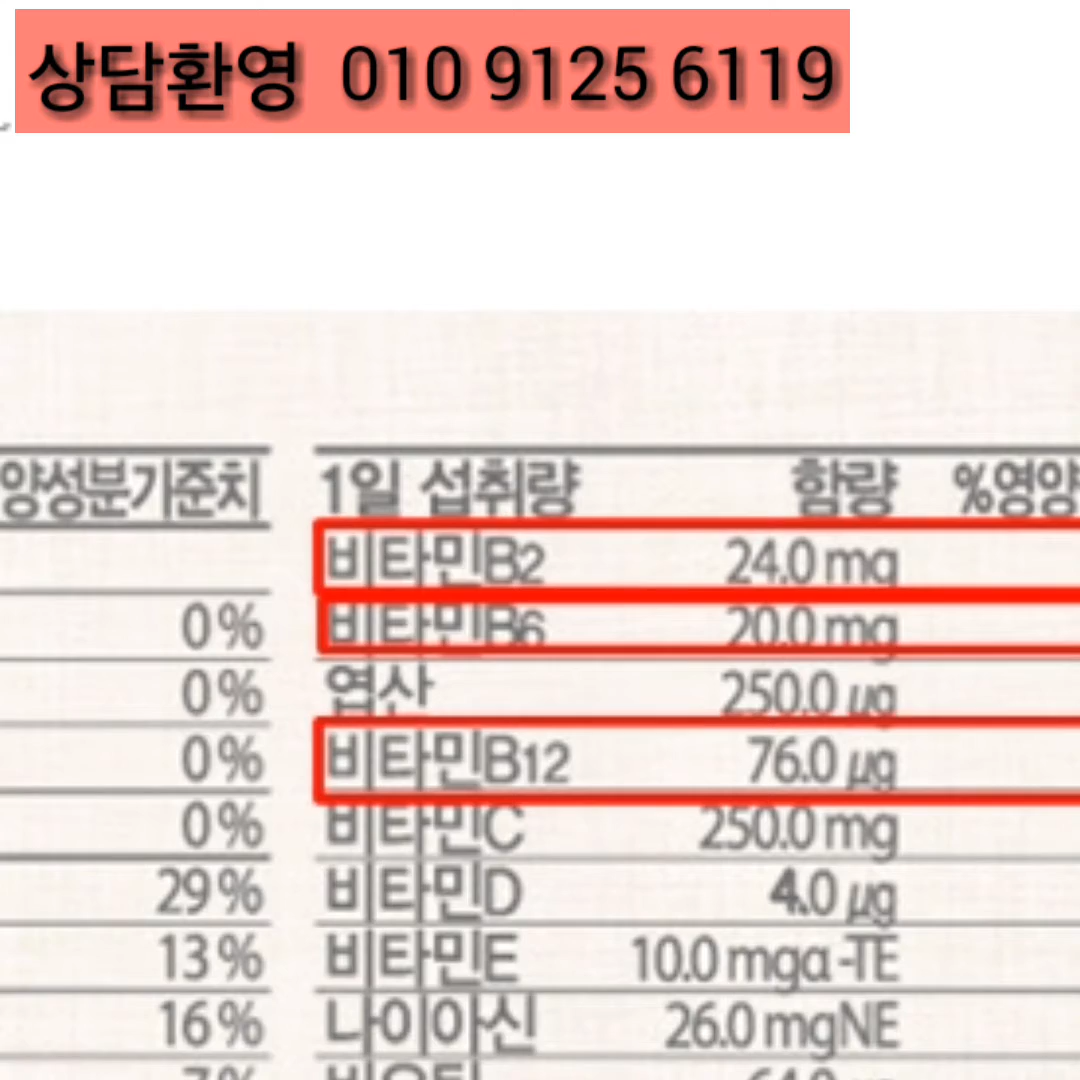 상담환영 010 9125 6119
양성분기준치 1일 섭취량 함량 %영양
비타민B2 24.0 mg
0% 비타민B6 20.0 mg
0% 엽산 250.0 µg
0% 비타민B12 76.0 µg
0% 비타민C 250.0 mg
29% 비타민D 4.0 µg
13% 비타민E 10.0 mgα-TE
16% 나이아신 26.0 mgNE